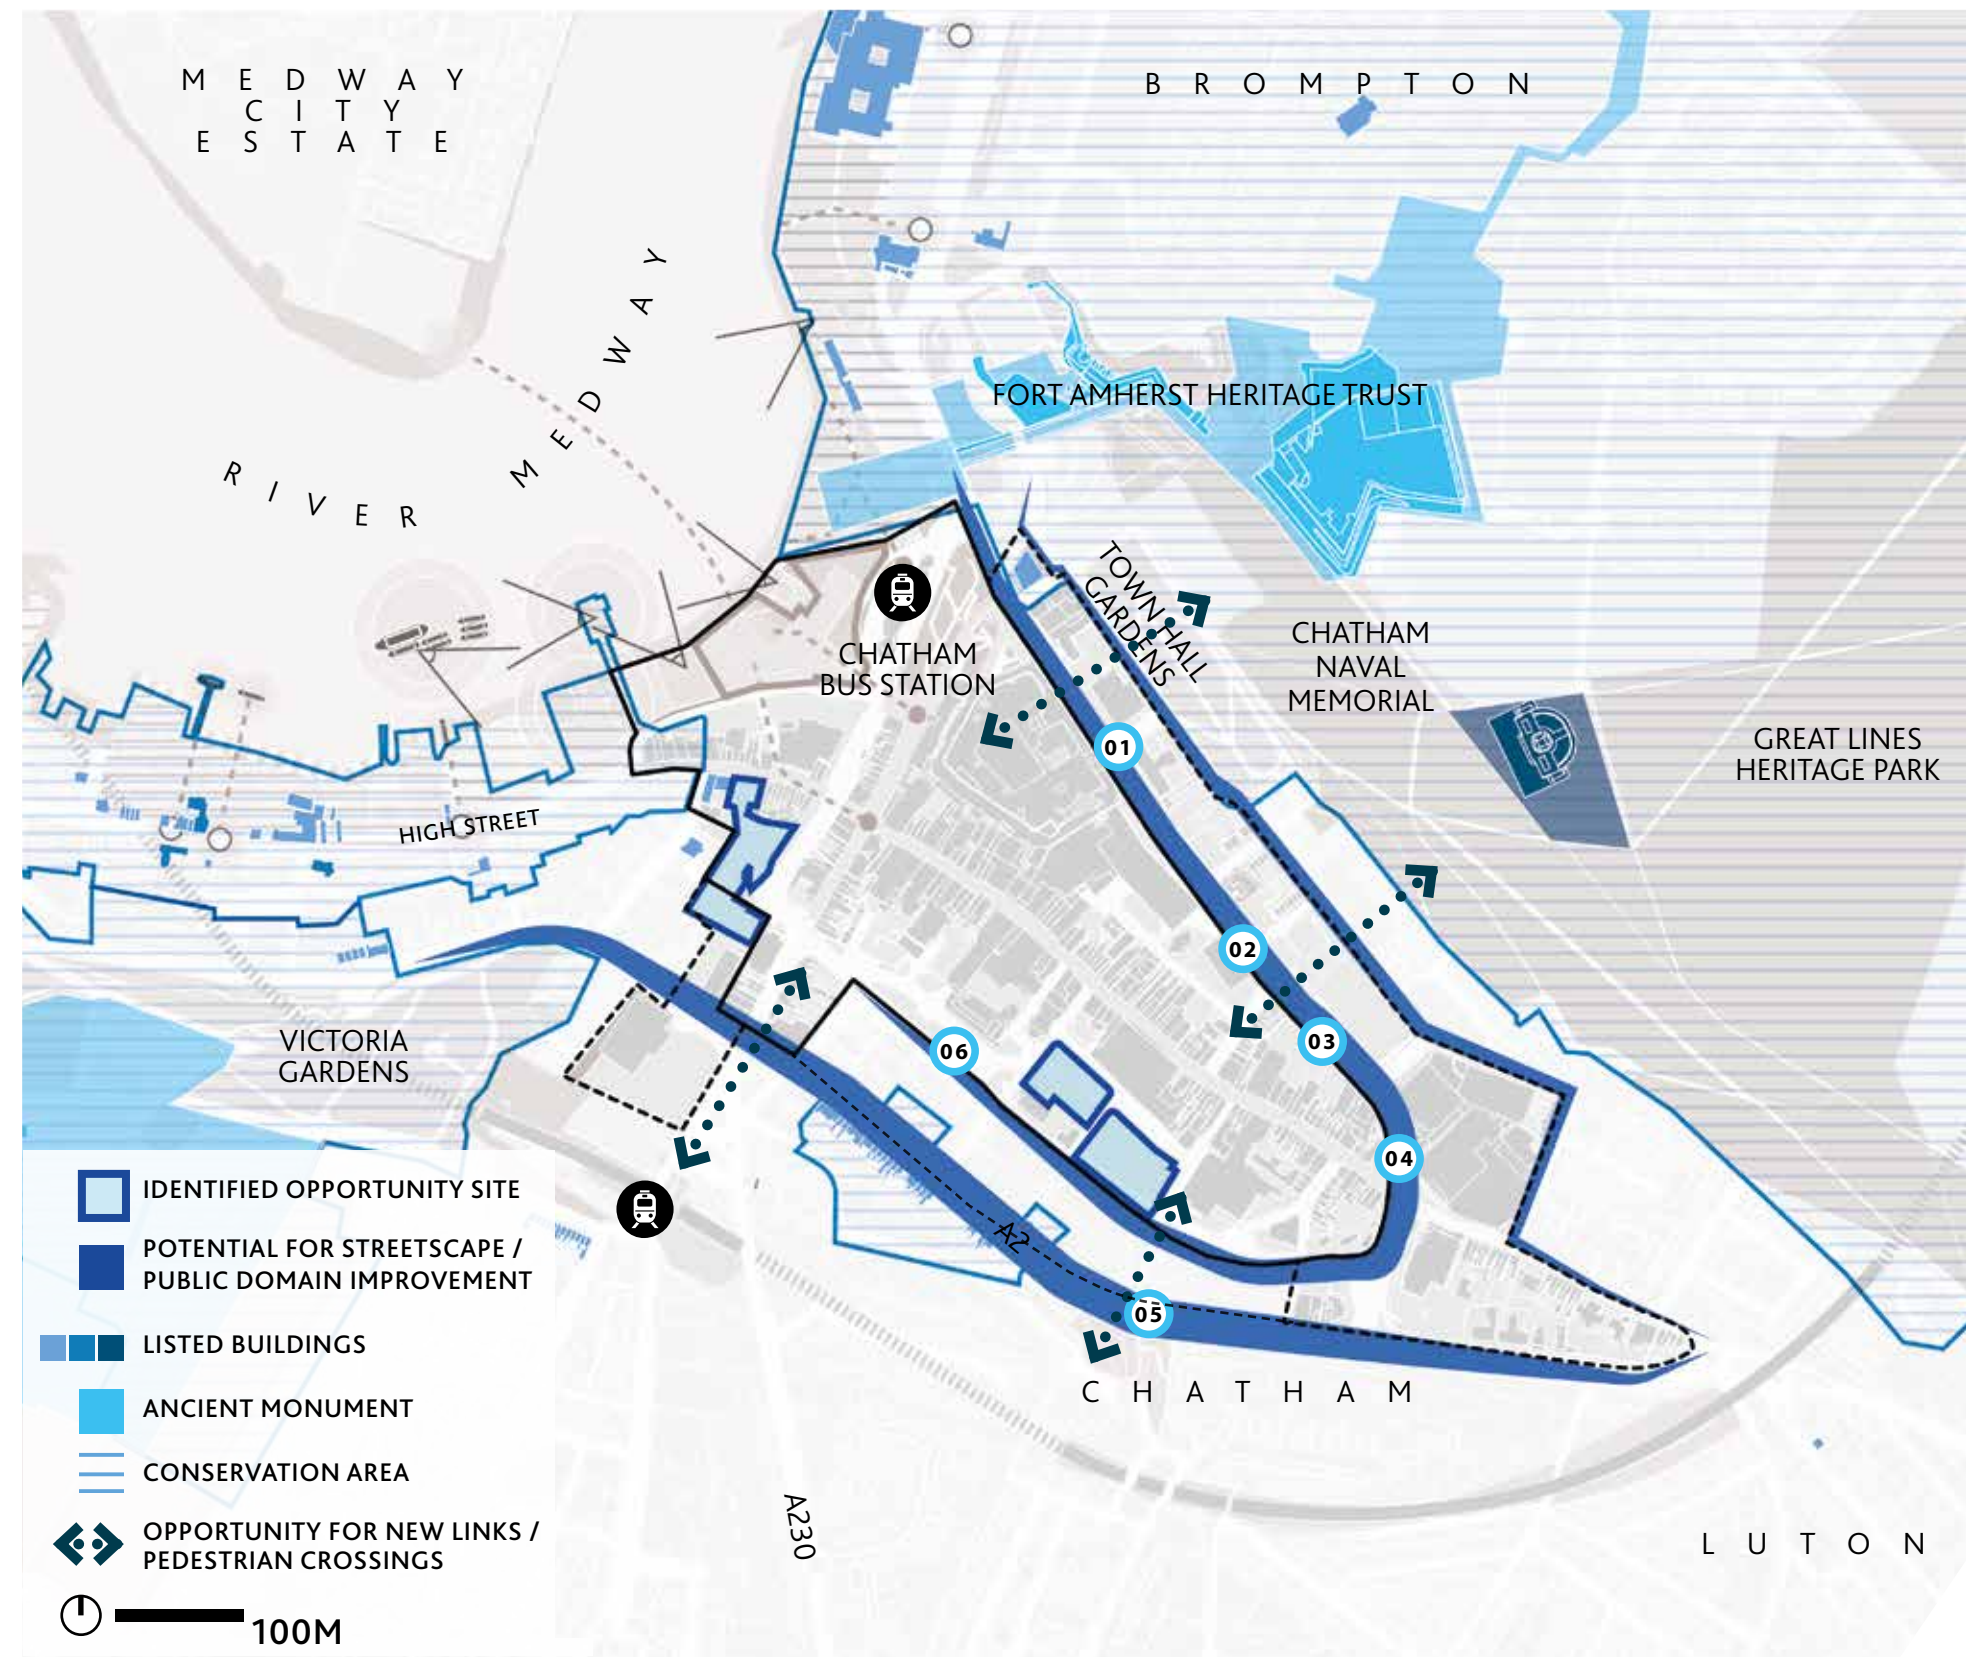 MEDWAY
CITY
ESTATE
BROMPTON
RIVER MEDWAY
FORT AMHERST HERITAGE TRUST
TOWN HALL
GARDENS
CHATHAM
BUS STATION
CHATHAM
NAVAL
MEMORIAL
GREAT LINES
HERITAGE PARK
01
HIGH STREET
02
03
06
VICTORIA
GARDENS
04
A2
05
CHATHAM
A230
LUTON
IDENTIFIED OPPORTUNITY SITE
POTENTIAL FOR STREETSCAPE /
PUBLIC DOMAIN IMPROVEMENT
LISTED BUILDINGS
ANCIENT MONUMENT
CONSERVATION AREA
OPPORTUNITY FOR NEW LINKS /
PEDESTRIAN CROSSINGS
100M